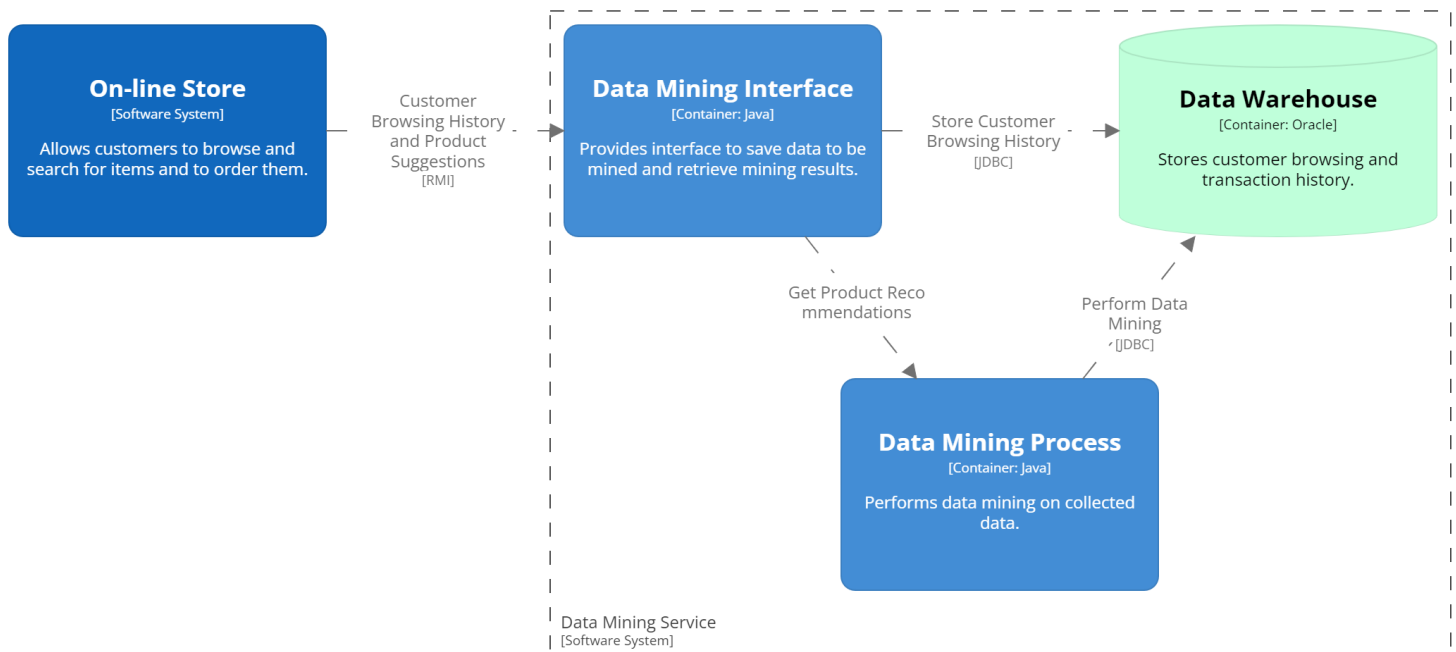 On-line Store
[Software System]
Allows customers to browse and
search for items and to order them.
Customer
Browsing History
and Product
Suggestions
[RMI]
Data Mining Interface
[Container: Java]
Provides interface to save data to be
mined and retrieve mining results.
Store Customer
Browsing History
[JDBC]
Data Warehouse
[Container: Oracle]
Stores customer browsing and
transaction history.
Get Product Reco
mmendations
Perform Data
Mining
[JDBC]
Data Mining Process
[Container: Java]
Performs data mining on collected
data.
Data Mining Service
[Software System]